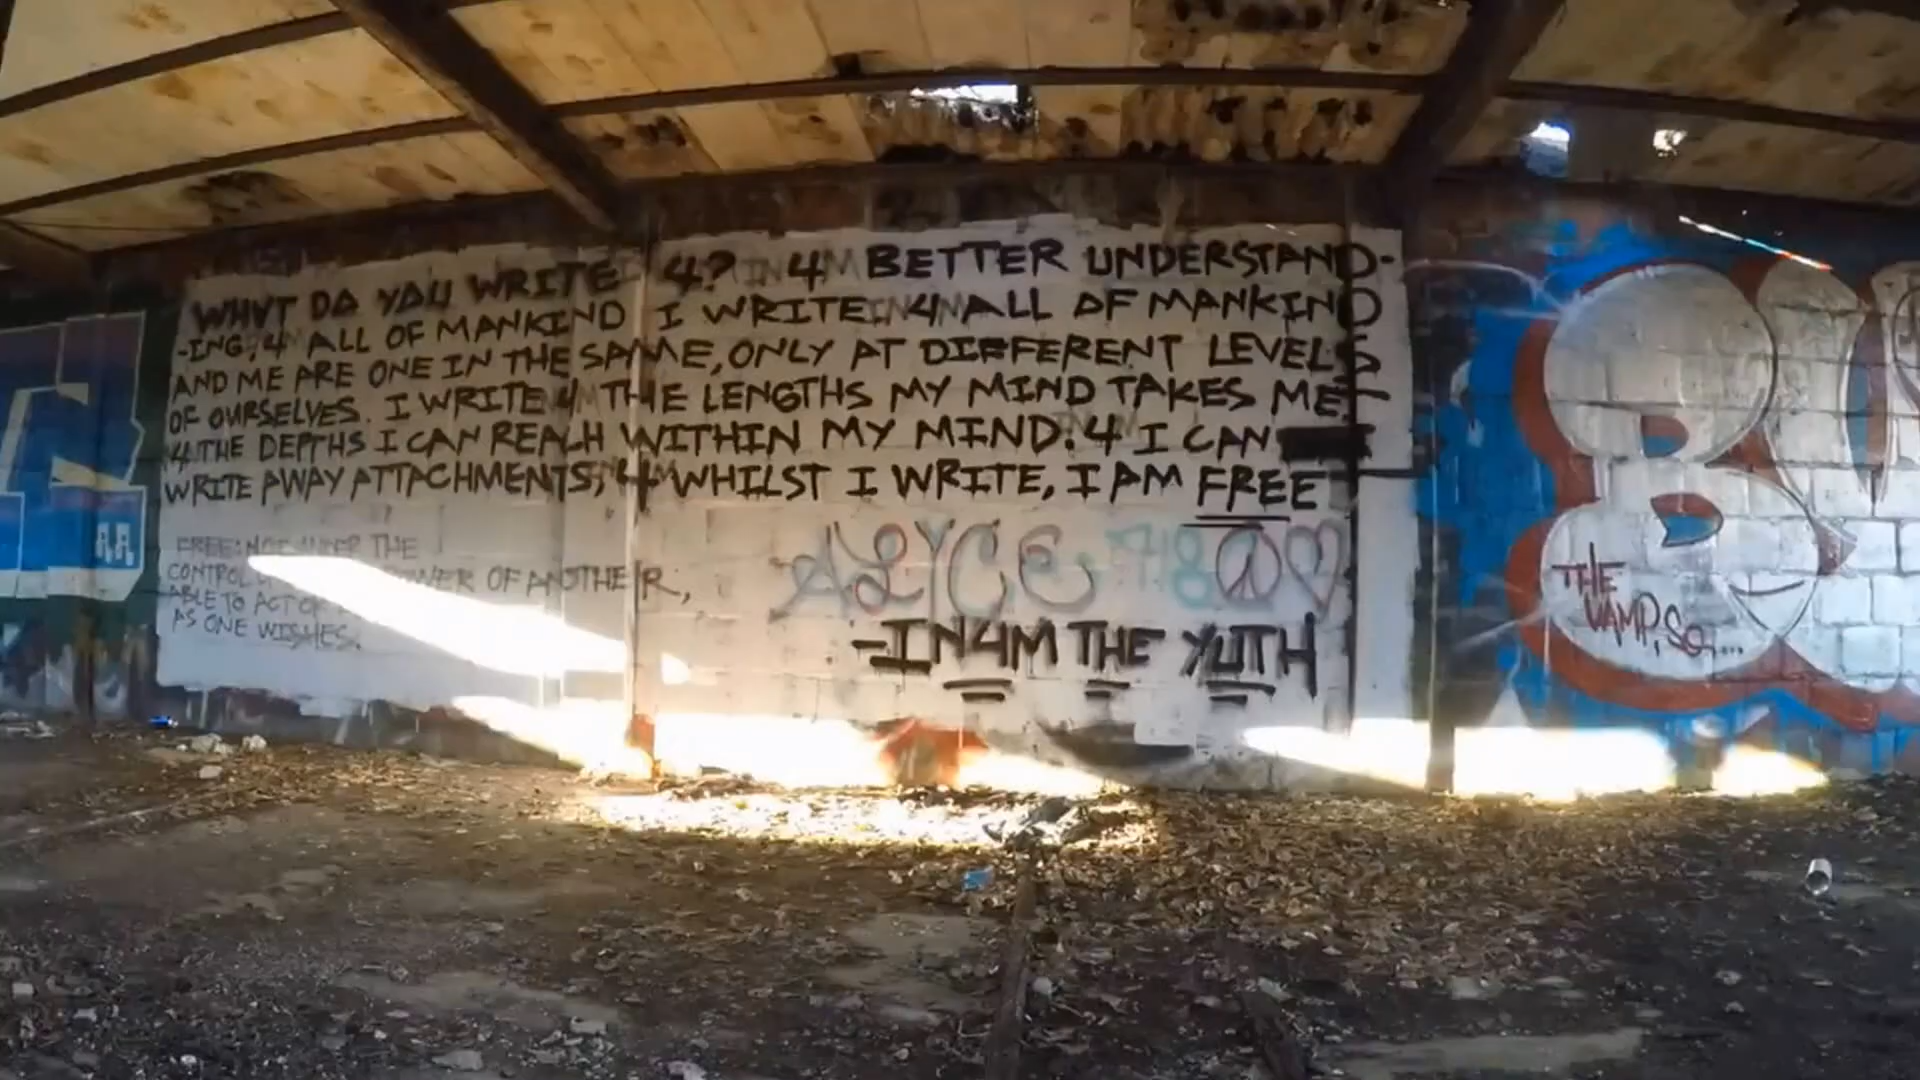 WHVT DO YOU WRITE 4? 4 BETTER UNDERSTAND-
-ING, 4 ALL OF MANKIND I WRITE 4 ALL OF MANKIND
AND ME ARE ONE IN THE SAME, ONLY AT DIFFERENT LEVELS
OF OURSELVES. I WRITE 4 THE LENGTHS MY MIND TAKES ME.
4 THE DEPTHS I CAN REACH WITHIN MY MIND. 4 I CAN
WRITE AWAY ATTACHMENTS, 4 WHILST I WRITE, I AM FREE
FREE: NOT UNDER THE
CONTROL POWER OF ANOTHER,
ABLE TO ACT OR
AS ONE WISHES.
ALYCE 718
-IN4M THE YUTH
THE
VAMP, SO....
R.R.